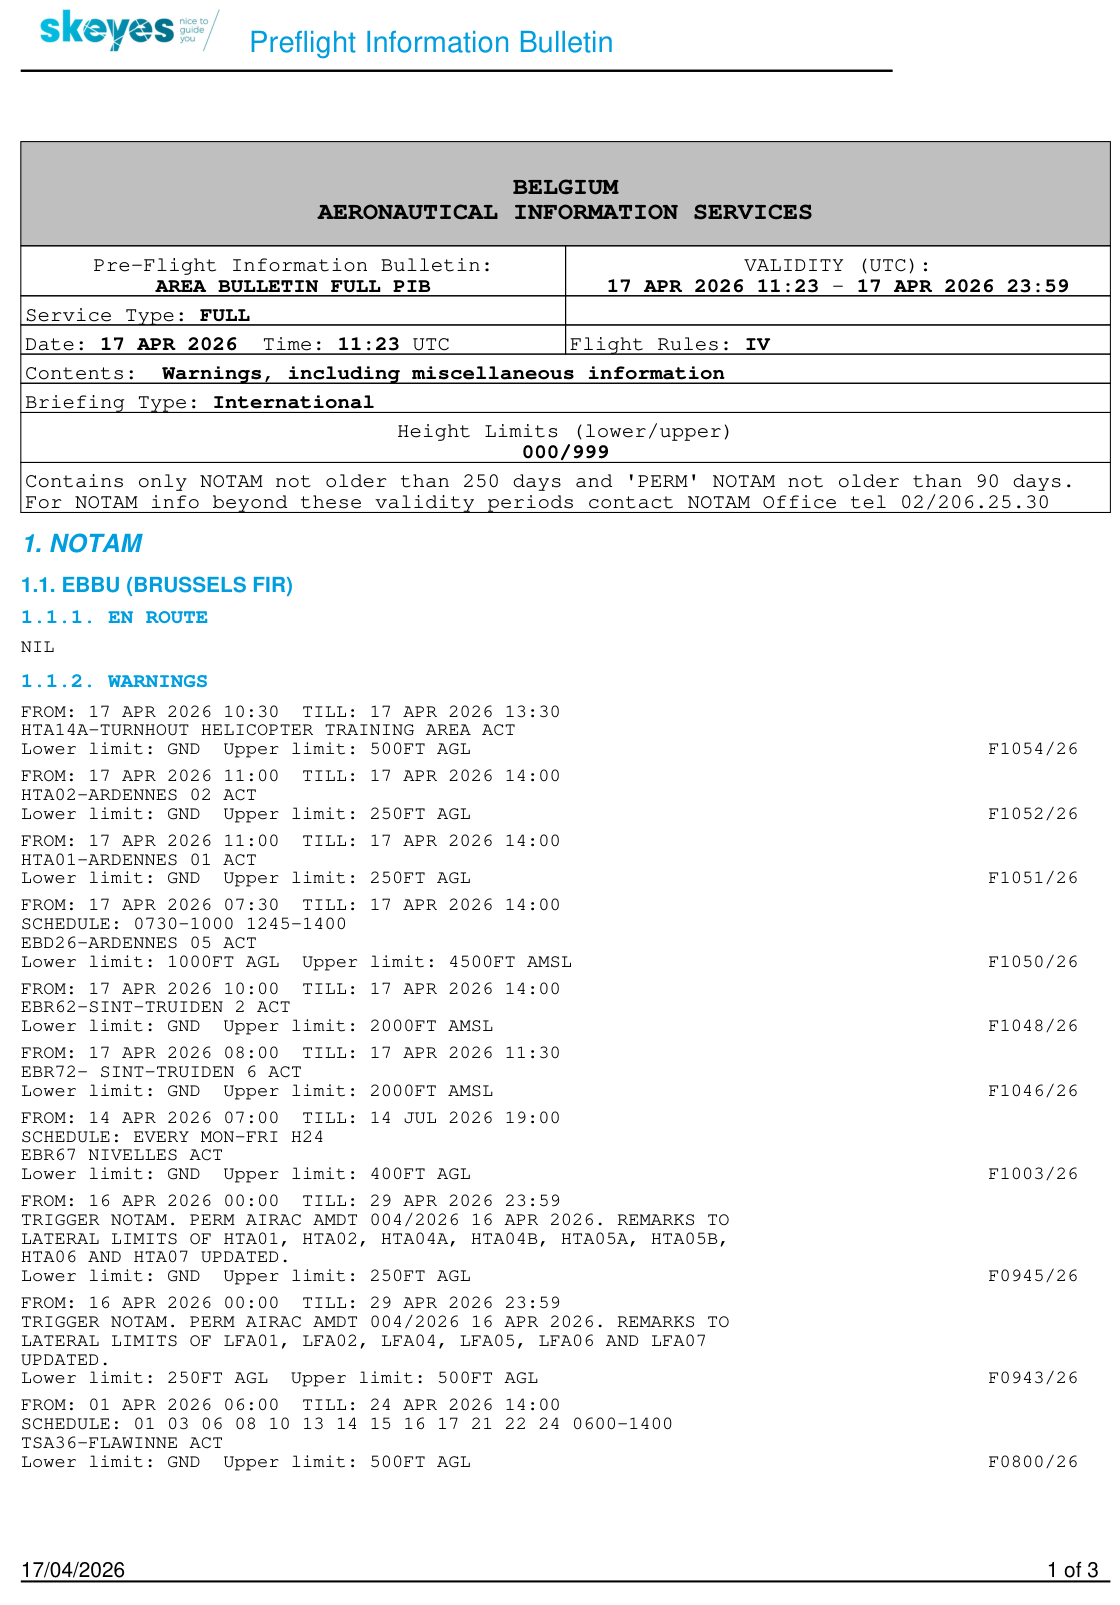 skeyes nice to guide you
Preflight Information Bulletin
BELGIUM
AERONAUTICAL INFORMATION SERVICES
Pre-Flight Information Bulletin:
AREA BULLETIN FULL PIB
VALIDITY (UTC):
17 APR 2026 11:23 - 17 APR 2026 23:59
Service Type: FULL
Date: 17 APR 2026  Time: 11:23 UTC
Flight Rules: IV
Contents:  Warnings, including miscellaneous information
Briefing Type: International
Height Limits (lower/upper)
000/999
Contains only NOTAM not older than 250 days and 'PERM' NOTAM not older than 90 days.
For NOTAM info beyond these validity periods contact NOTAM Office tel 02/206.25.30
1. NOTAM
1.1. EBBU (BRUSSELS FIR)
1.1.1. EN ROUTE
NIL
1.1.2. WARNINGS
FROM: 17 APR 2026 10:30  TILL: 17 APR 2026 13:30
HTA14A-TURNHOUT HELICOPTER TRAINING AREA ACT
Lower limit: GND  Upper limit: 500FT AGL F1054/26
FROM: 17 APR 2026 11:00  TILL: 17 APR 2026 14:00
HTA02-ARDENNES 02 ACT
Lower limit: GND  Upper limit: 250FT AGL F1052/26
FROM: 17 APR 2026 11:00  TILL: 17 APR 2026 14:00
HTA01-ARDENNES 01 ACT
Lower limit: GND  Upper limit: 250FT AGL F1051/26
FROM: 17 APR 2026 07:30  TILL: 17 APR 2026 14:00
SCHEDULE: 0730-1000 1245-1400
EBD26-ARDENNES 05 ACT
Lower limit: 1000FT AGL  Upper limit: 4500FT AMSL F1050/26
FROM: 17 APR 2026 10:00  TILL: 17 APR 2026 14:00
EBR62-SINT-TRUIDEN 2 ACT
Lower limit: GND  Upper limit: 2000FT AMSL F1048/26
FROM: 17 APR 2026 08:00  TILL: 17 APR 2026 11:30
EBR72- SINT-TRUIDEN 6 ACT
Lower limit: GND  Upper limit: 2000FT AMSL F1046/26
FROM: 14 APR 2026 07:00  TILL: 14 JUL 2026 19:00
SCHEDULE: EVERY MON-FRI H24
EBR67 NIVELLES ACT
Lower limit: GND  Upper limit: 400FT AGL F1003/26
FROM: 16 APR 2026 00:00  TILL: 29 APR 2026 23:59
TRIGGER NOTAM. PERM AIRAC AMDT 004/2026 16 APR 2026. REMARKS TO
LATERAL LIMITS OF HTA01, HTA02, HTA04A, HTA04B, HTA05A, HTA05B,
HTA06 AND HTA07 UPDATED.
Lower limit: GND  Upper limit: 250FT AGL F0945/26
FROM: 16 APR 2026 00:00  TILL: 29 APR 2026 23:59
TRIGGER NOTAM. PERM AIRAC AMDT 004/2026 16 APR 2026. REMARKS TO
LATERAL LIMITS OF LFA01, LFA02, LFA04, LFA05, LFA06 AND LFA07
UPDATED.
Lower limit: 250FT AGL  Upper limit: 500FT AGL F0943/26
FROM: 01 APR 2026 06:00  TILL: 24 APR 2026 14:00
SCHEDULE: 01 03 06 08 10 13 14 15 16 17 21 22 24 0600-1400
TSA36-FLAWINNE ACT
Lower limit: GND  Upper limit: 500FT AGL F0800/26
17/04/2026 1 of 3